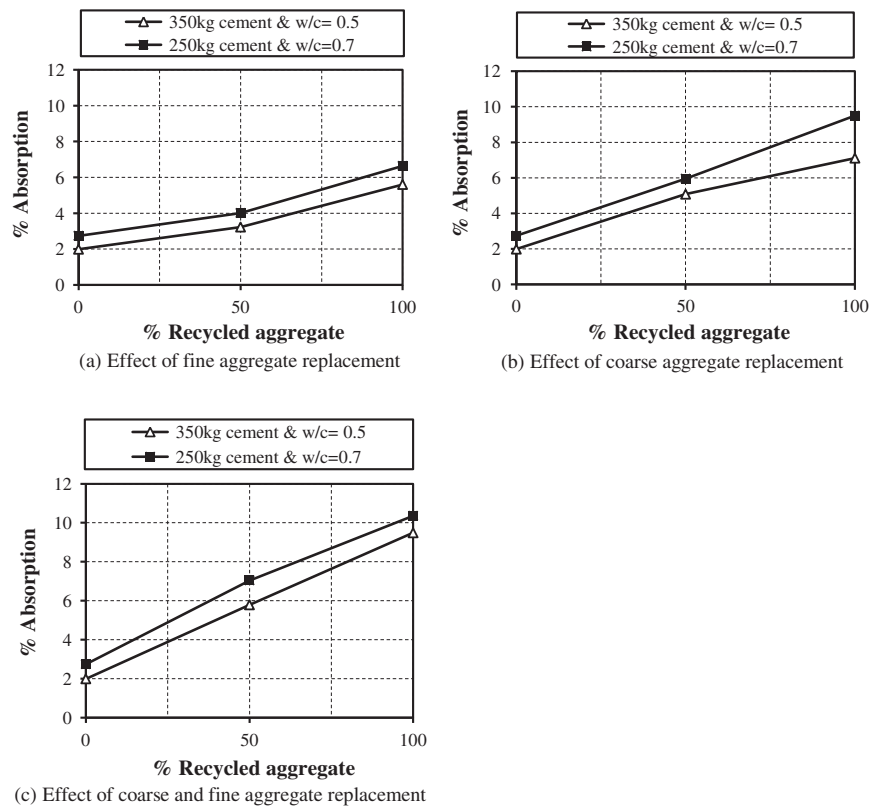 350kg cement & w/c= 0.5
250kg cement & w/c=0.7
12
10
8
6
4
2
0
% Absorption
0 50 100
% Recycled aggregate
(a) Effect of fine aggregate replacement
350kg cement & w/c= 0.5
250kg cement & w/c=0.7
12
10
8
6
4
2
0
% Absorption
0 50 100
% Recycled aggregate
(b) Effect of coarse aggregate replacement
350kg cement & w/c= 0.5
250kg cement & w/c=0.7
12
10
8
6
4
2
0
% Absorption
0 50 100
% Recycled aggregate
(c) Effect of coarse and fine aggregate replacement